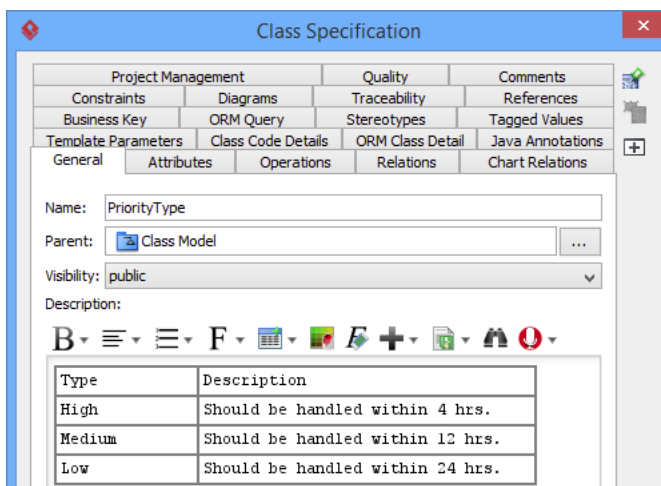 Class Specification
Project Management Quality Comments
Constraints Diagrams Traceability References
Business Key ORM Query Stereotypes Tagged Values
Template Parameters Class Code Details ORM Class Detail Java Annotations
General Attributes Operations Relations Chart Relations
Name: PriorityType
Parent: Class Model ...
Visibility: public
Description:
B F F
Type Description
High Should be handled within 4 hrs.
Medium Should be handled within 12 hrs.
Low Should be handled within 24 hrs.